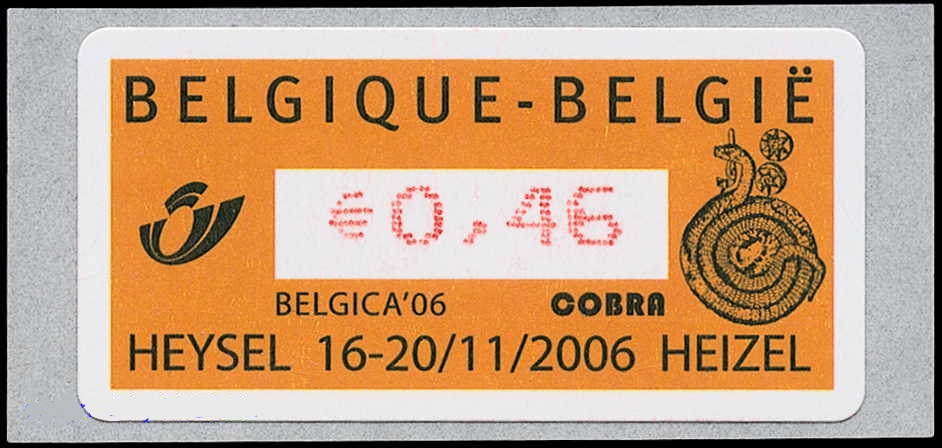 BELGIQUE-BELGIË
€0,46
BELGICA'06 COBRA
HEYSEL 16-20/11/2006 HEIZEL